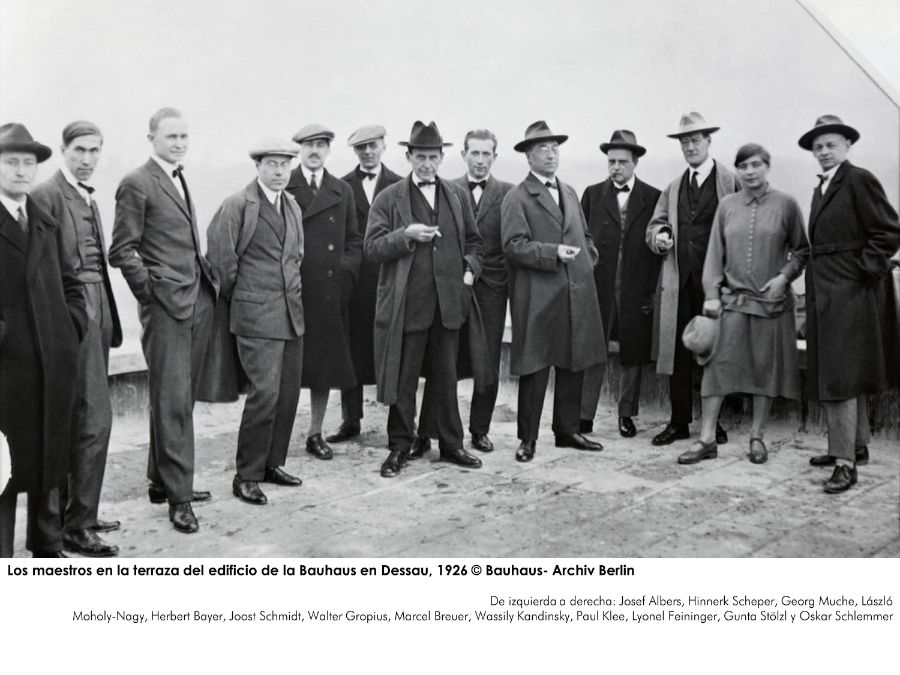 Los maestros en la terraza del edificio de la Bauhaus en Dessau, 1926 © Bauhaus- Archiv Berlin
De izquierda a derecha: Josef Albers, Hinnerk Scheper, Georg Muche, László
Moholy-Nagy, Herbert Bayer, Joost Schmidt, Walter Gropius, Marcel Breuer, Wassily Kandinsky, Paul Klee, Lyonel Feininger, Gunta Stölzl y Oskar Schlemmer